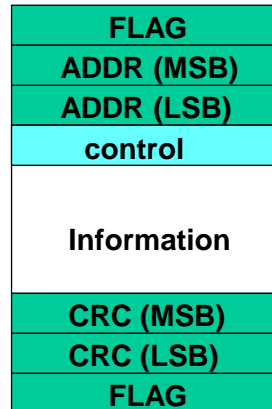 FLAG
ADDR (MSB)
ADDR (LSB)
control
Information
CRC (MSB)
CRC (LSB)
FLAG